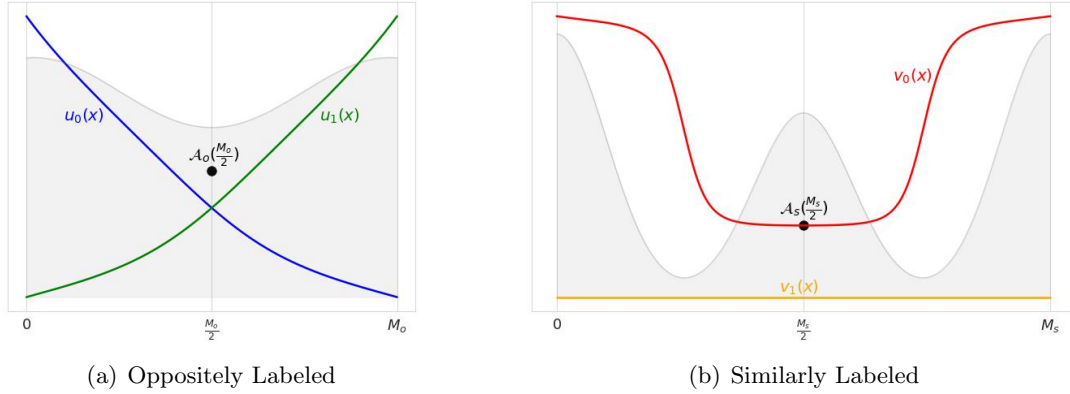 u₀(x)
u₁(x)
𝒜ₒ(Mₒ/2)
0
Mₒ/2
Mₒ
(a) Oppositely Labeled
v₀(x)
𝒜ₛ(Mₛ/2)
v₁(x)
0
Mₛ/2
Mₛ
(b) Similarly Labeled